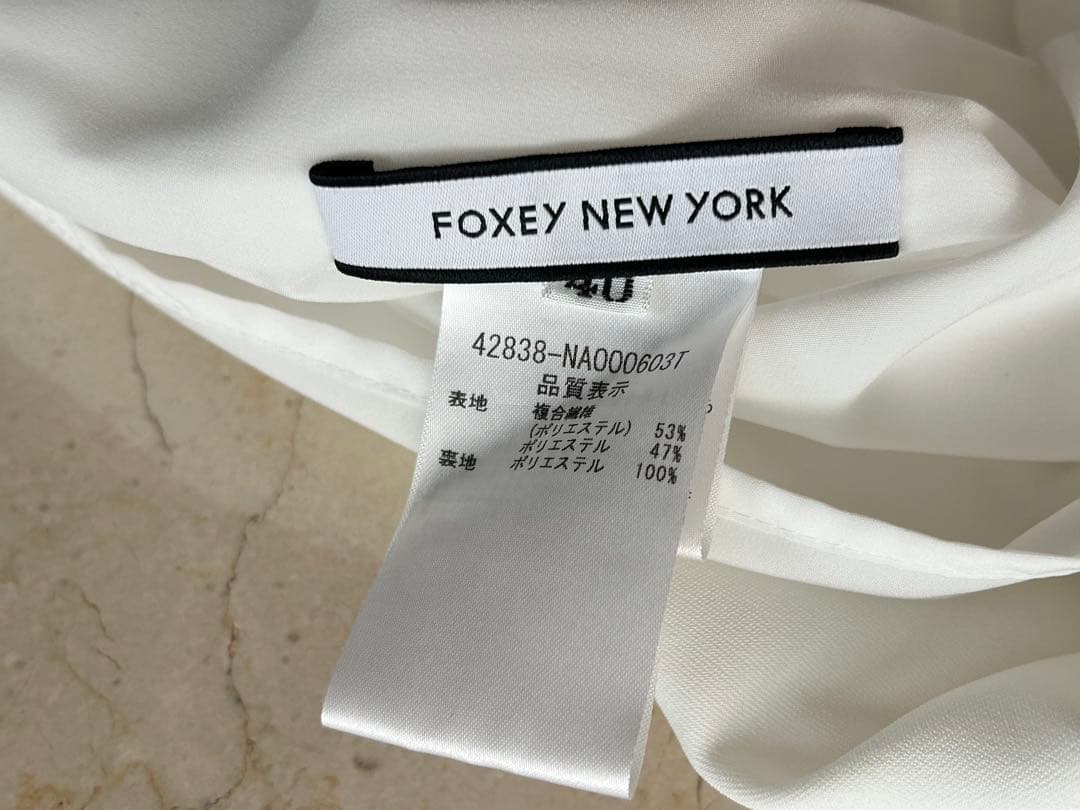 FOXEY NEW YORK
40
42838-NA000603T
品質表示
表地 複合繊維
(ポリエステル) 53%
ポリエステル 47%
裏地 ポリエステル 100%